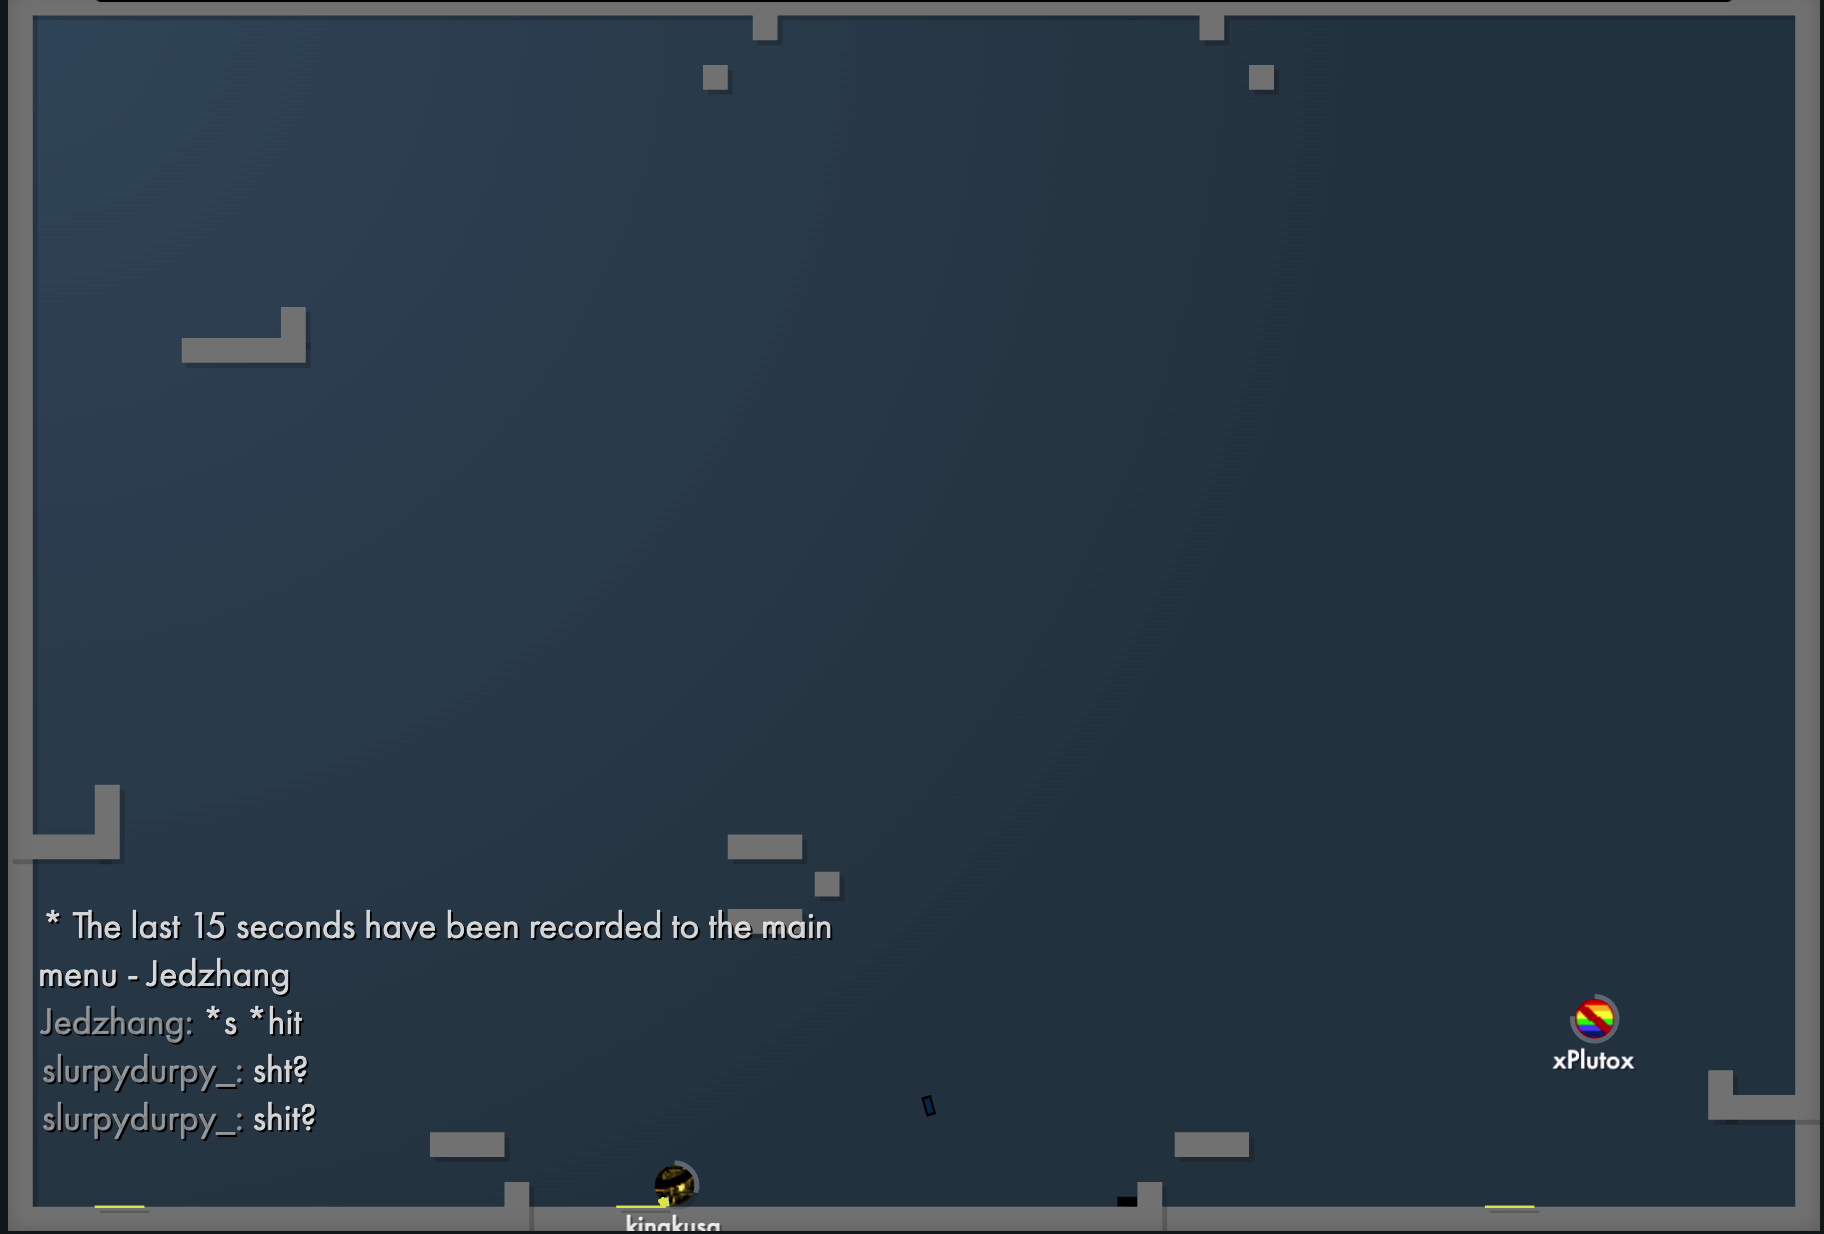 * The last 15 seconds have been recorded to the main
menu - Jedzhang
Jedzhang: *s *hit
slurpydurpy_: sht?
xPlutox
slurpydurpy_: shit?
kingkusa